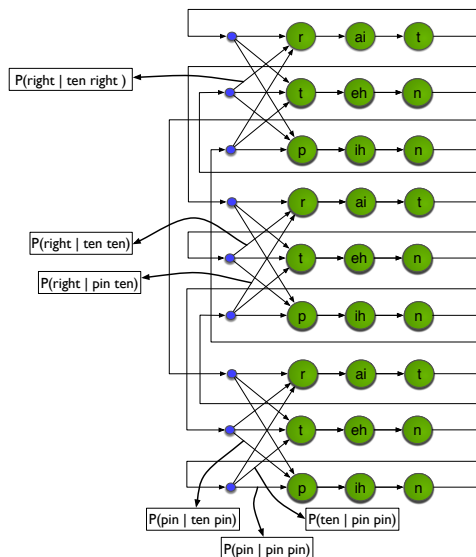 r ai t
P(right | ten right )
t eh n
p ih n
r ai t
P(right | ten ten)
t eh n
P(right | pin ten)
p ih n
r ai t
t eh n
p ih n
P(pin | ten pin)
P(ten | pin pin)
P(pin | pin pin)